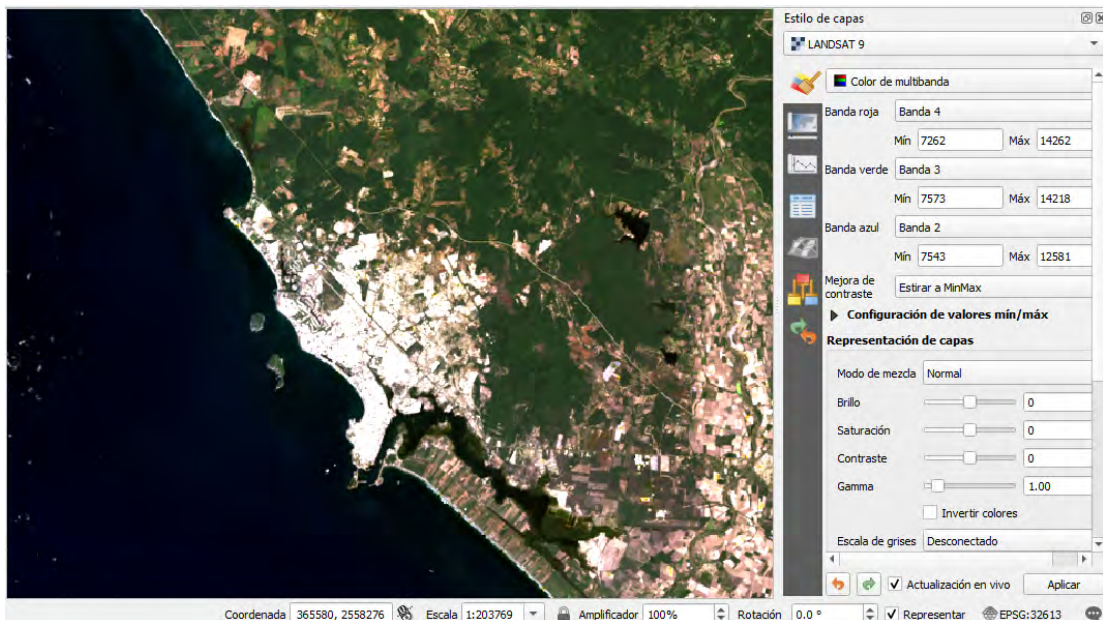 Estilo de capas
LANDSAT 9
Color de multibanda
Banda roja Banda 4
Mín 7262 Máx 14262
Banda verde Banda 3
Mín 7573 Máx 14218
Banda azul Banda 2
Mín 7543 Máx 12581
Mejora de contraste Estirar a MinMax
Configuración de valores mín/máx
Representación de capas
Modo de mezcla Normal
Brillo 0
Saturación 0
Contraste 0
Gamma 1.00
Invertir colores
Escala de grises Desconectado
Actualización en vivo Aplicar
Coordenada 365580, 2558276 Escala 1:203769 Amplificador 100% Rotación 0.0 ° Representar EPSG:32613